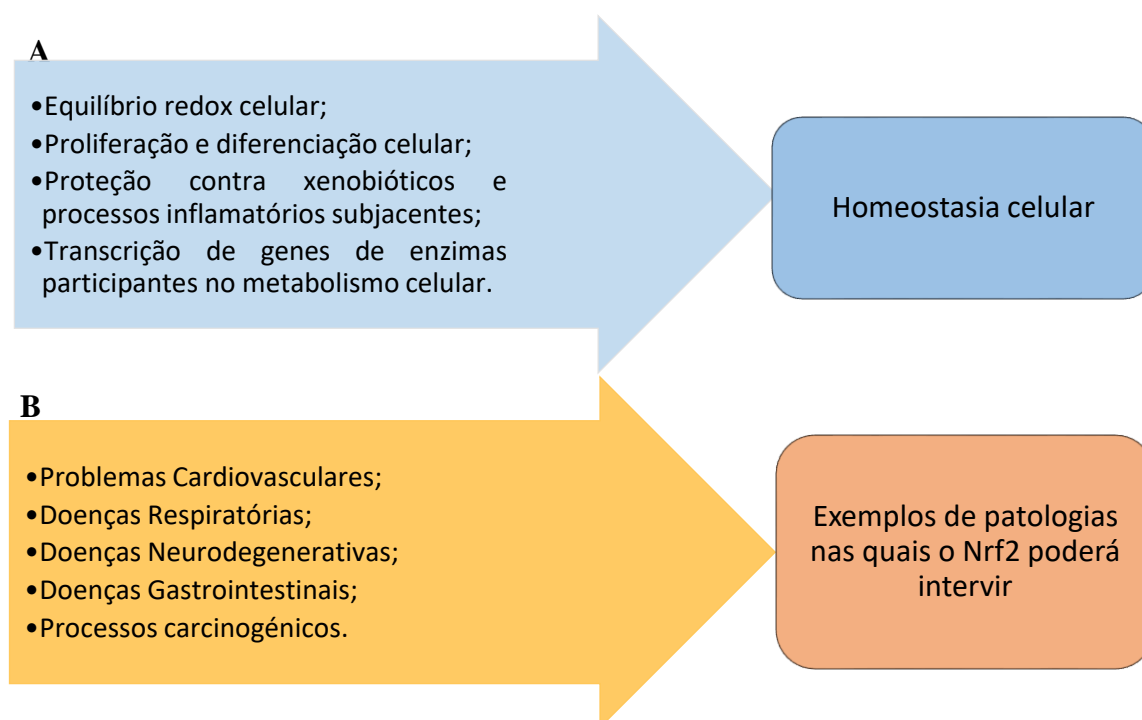 A
•Equilíbrio redox celular;
•Proliferação e diferenciação celular;
•Proteção contra xenobióticos e
processos inflamatórios subjacentes;
•Transcrição de genes de enzimas
participantes no metabolismo celular.
Homeostasia celular
B
•Problemas Cardiovasculares;
•Doenças Respiratórias;
•Doenças Neurodegenerativas;
•Doenças Gastrointestinais;
•Processos carcinogénicos.
Exemplos de patologias
nas quais o Nrf2 poderá
intervir